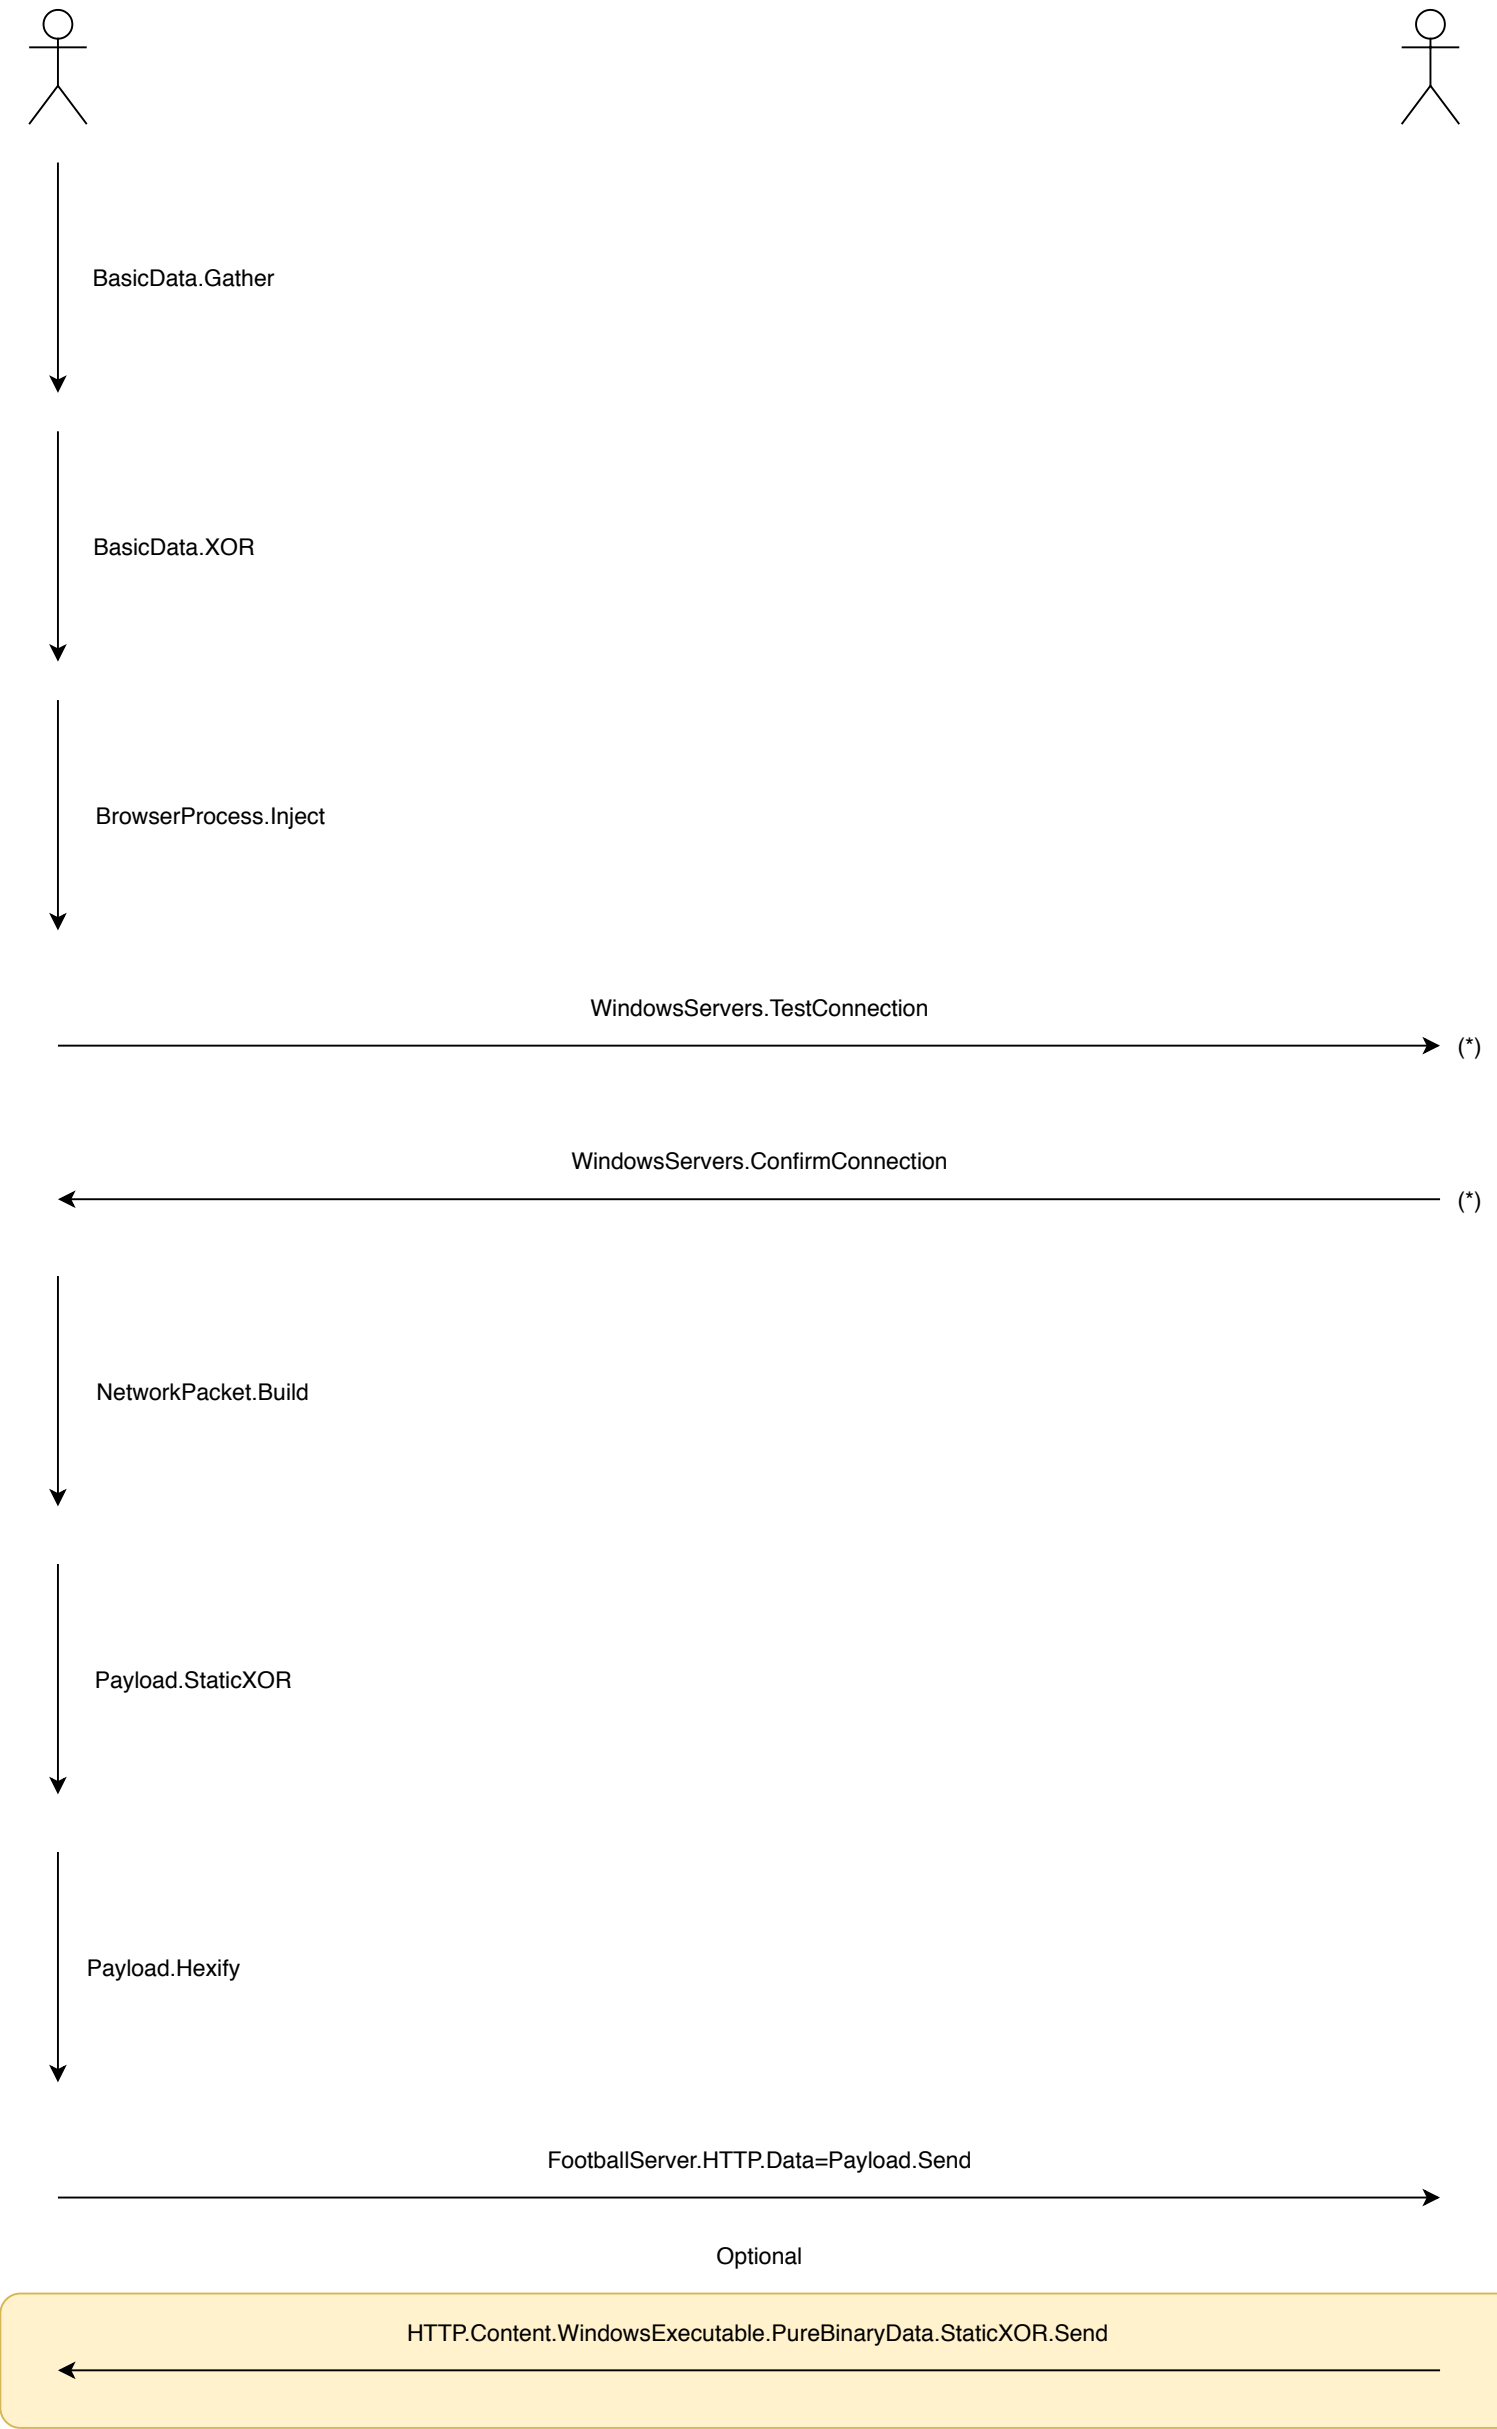 BasicData.Gather
BasicData.XOR
BrowserProcess.Inject
WindowsServers.TestConnection
(*)
WindowsServers.ConfirmConnection
(*)
NetworkPacket.Build
Payload.StaticXOR
Payload.Hexify
FootballServer.HTTP.Data=Payload.Send
Optional
HTTP.Content.WindowsExecutable.PureBinaryData.StaticXOR.Send